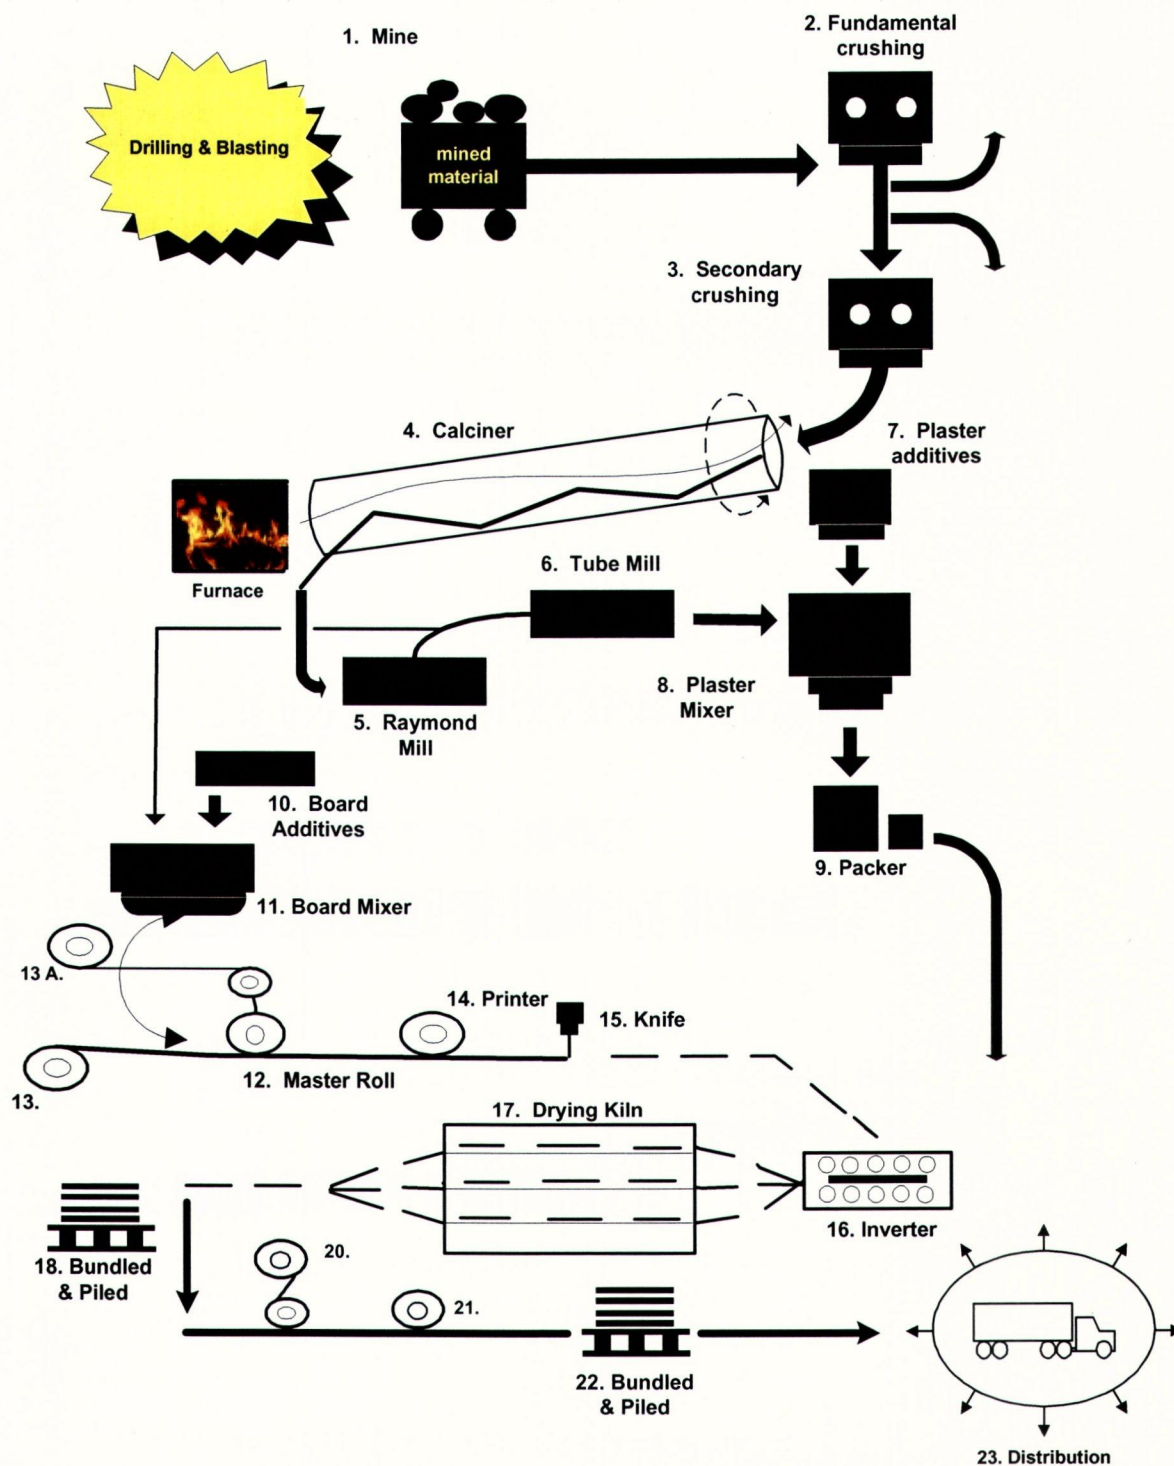 1. Mine
2. Fundamental
crushing
Drilling & Blasting
mined
material
3. Secondary
crushing
4. Calciner
7. Plaster
additives
Furnace
6. Tube Mill
5. Raymond
Mill
8. Plaster
Mixer
10. Board
Additives
9. Packer
11. Board Mixer
13 A.
14. Printer
15. Knife
12. Master Roll
13.
17. Drying Kiln
16. Inverter
18. Bundled
& Piled
20.
21.
22. Bundled
& Piled
23. Distribution